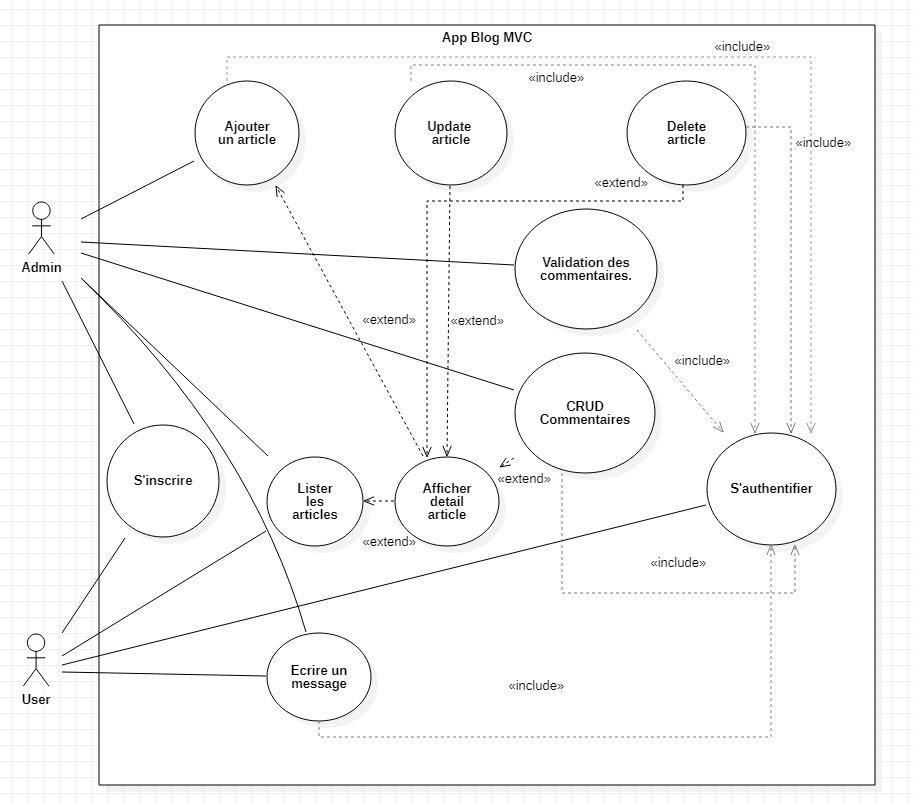 App Blog MVC
«include»
«include»
Ajouter
un article
Update
article
Delete
article
«include»
«extend»
Admin
Validation des
commentaires.
«extend»
«extend»
«include»
CRUD
Commentaires
S'inscrire
Lister
les
articles
Afficher
detail
article
«extend»
S'authentifier
«extend»
«include»
User
Ecrire un
message
«include»